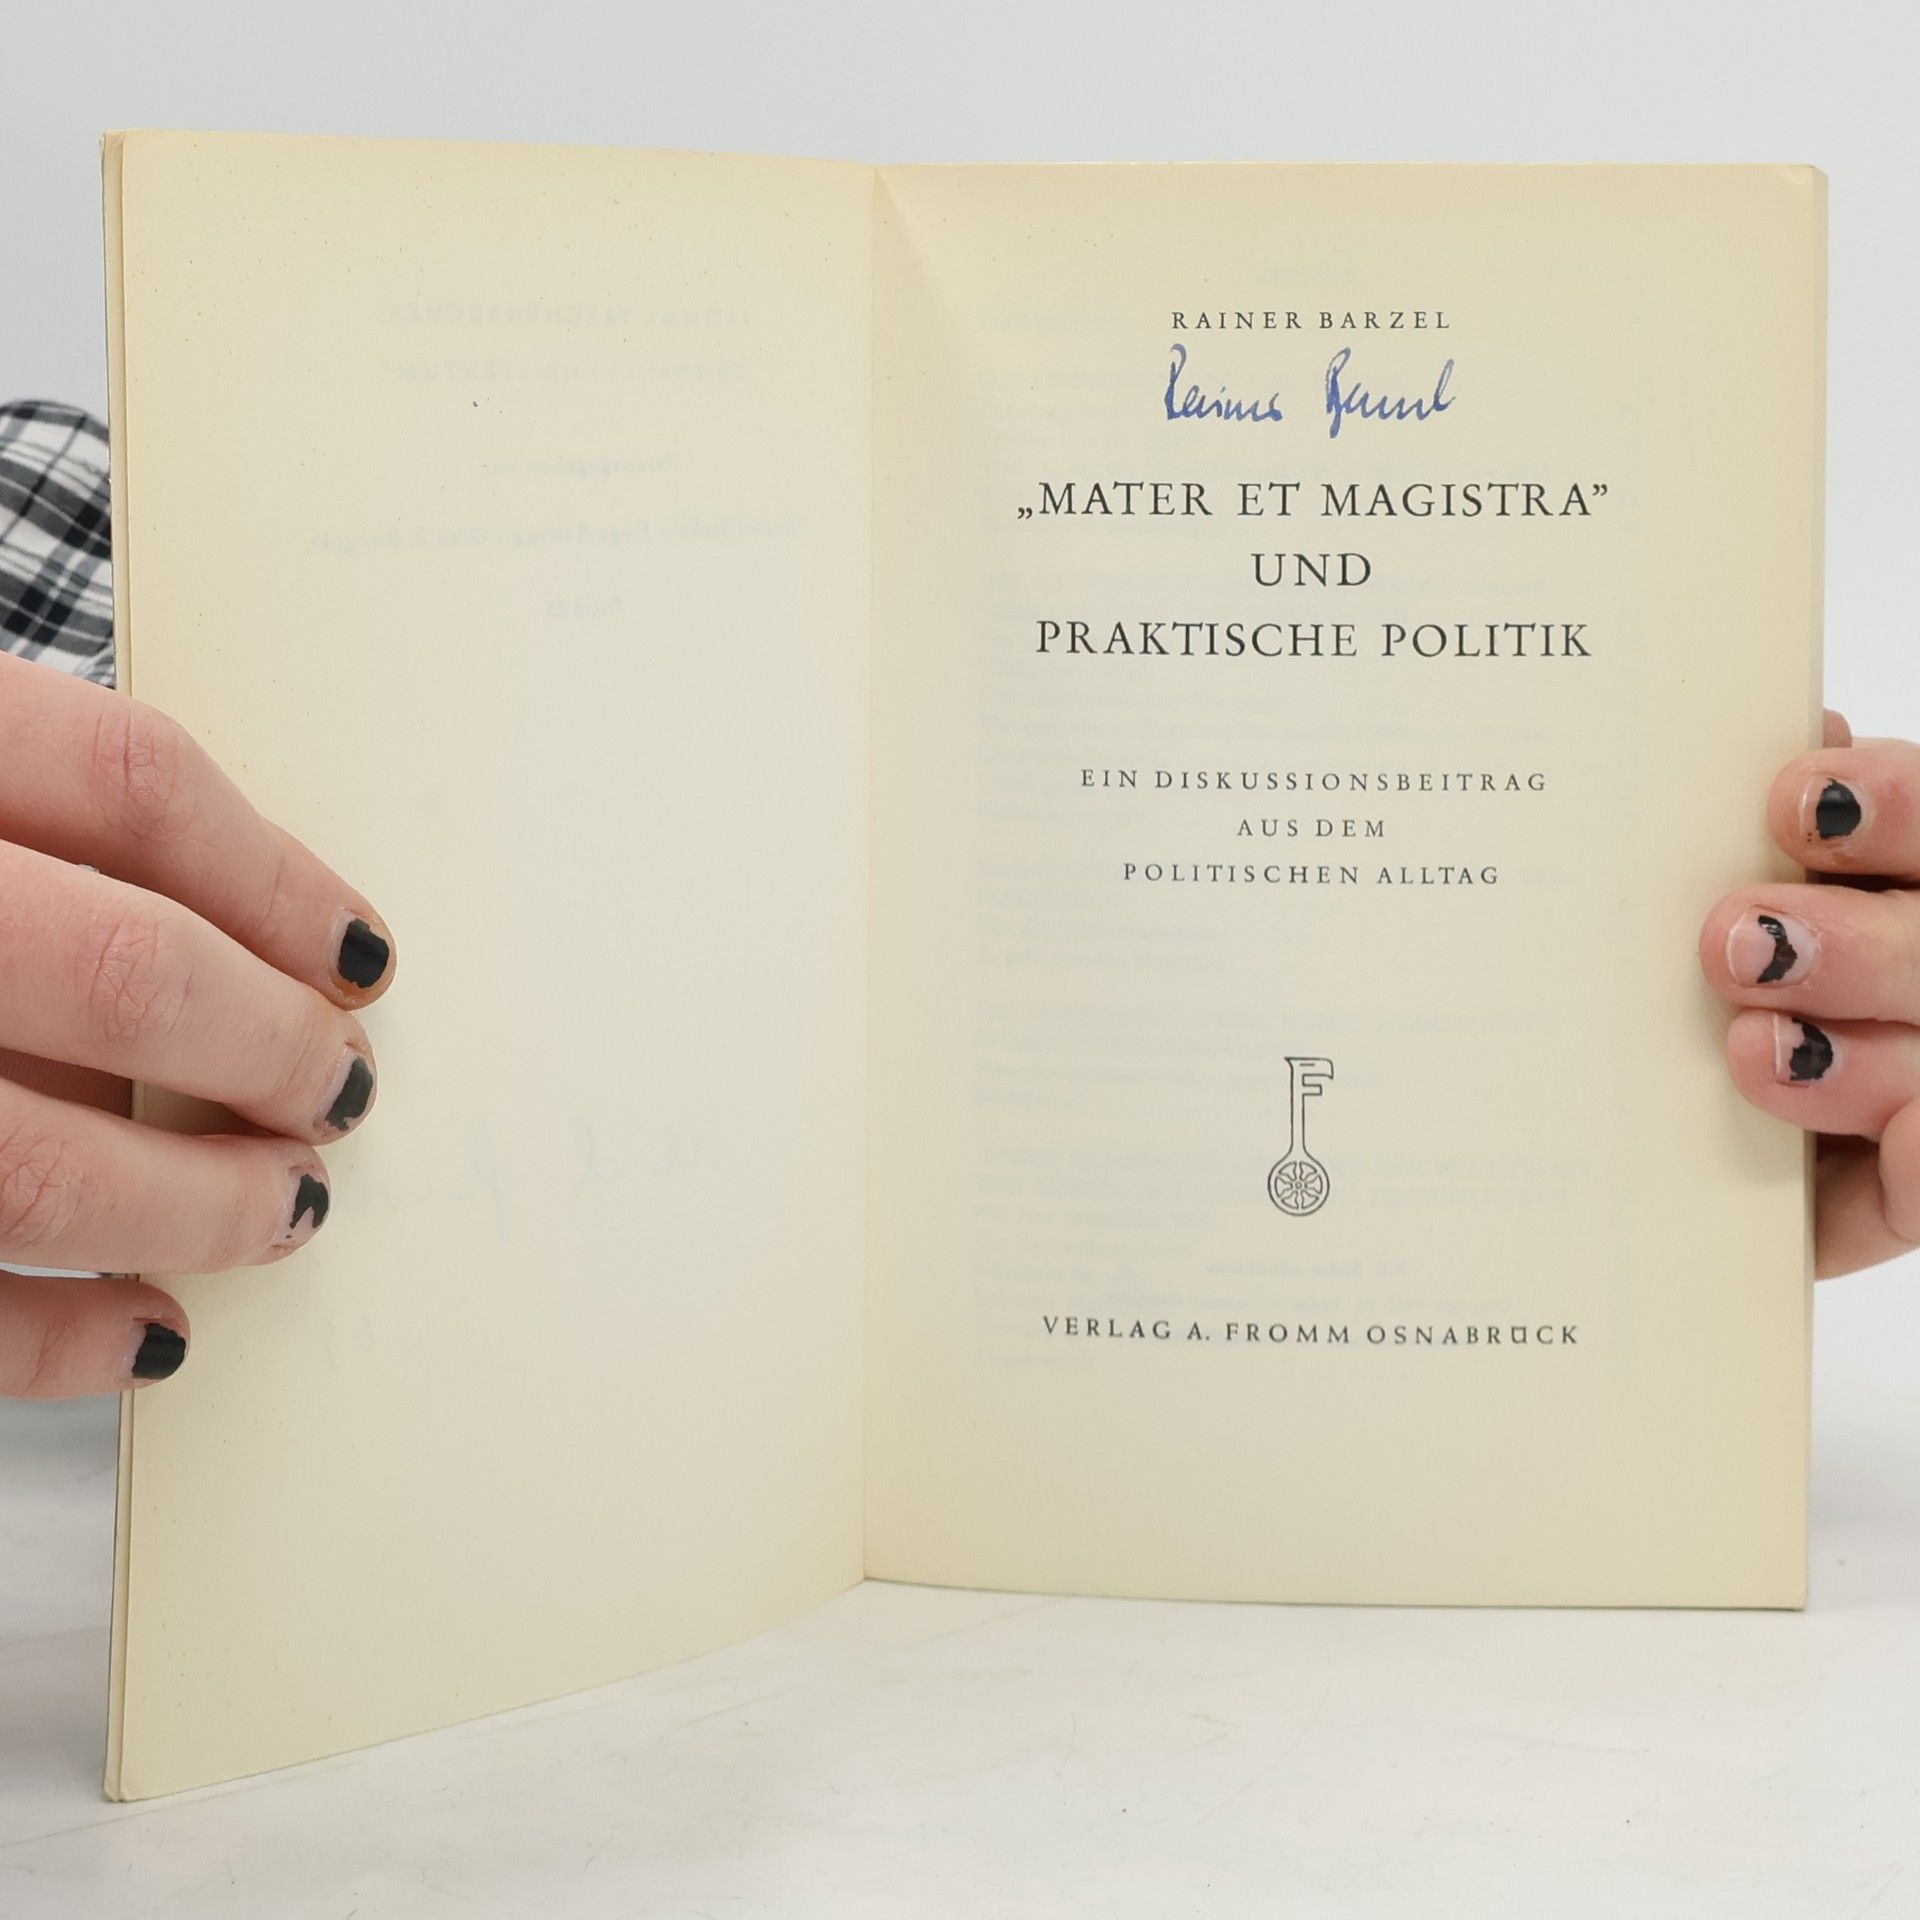 RAINER BARZEL
Rainer Barzel
„MATER ET MAGISTRA”
UND
PRAKTISCHE POLITIK
EIN DISKUSSIONSBEITRAG
AUS DEM
POLITISCHEN ALLTAG
F
VERLAG A. FROMM OSNABRÜCK